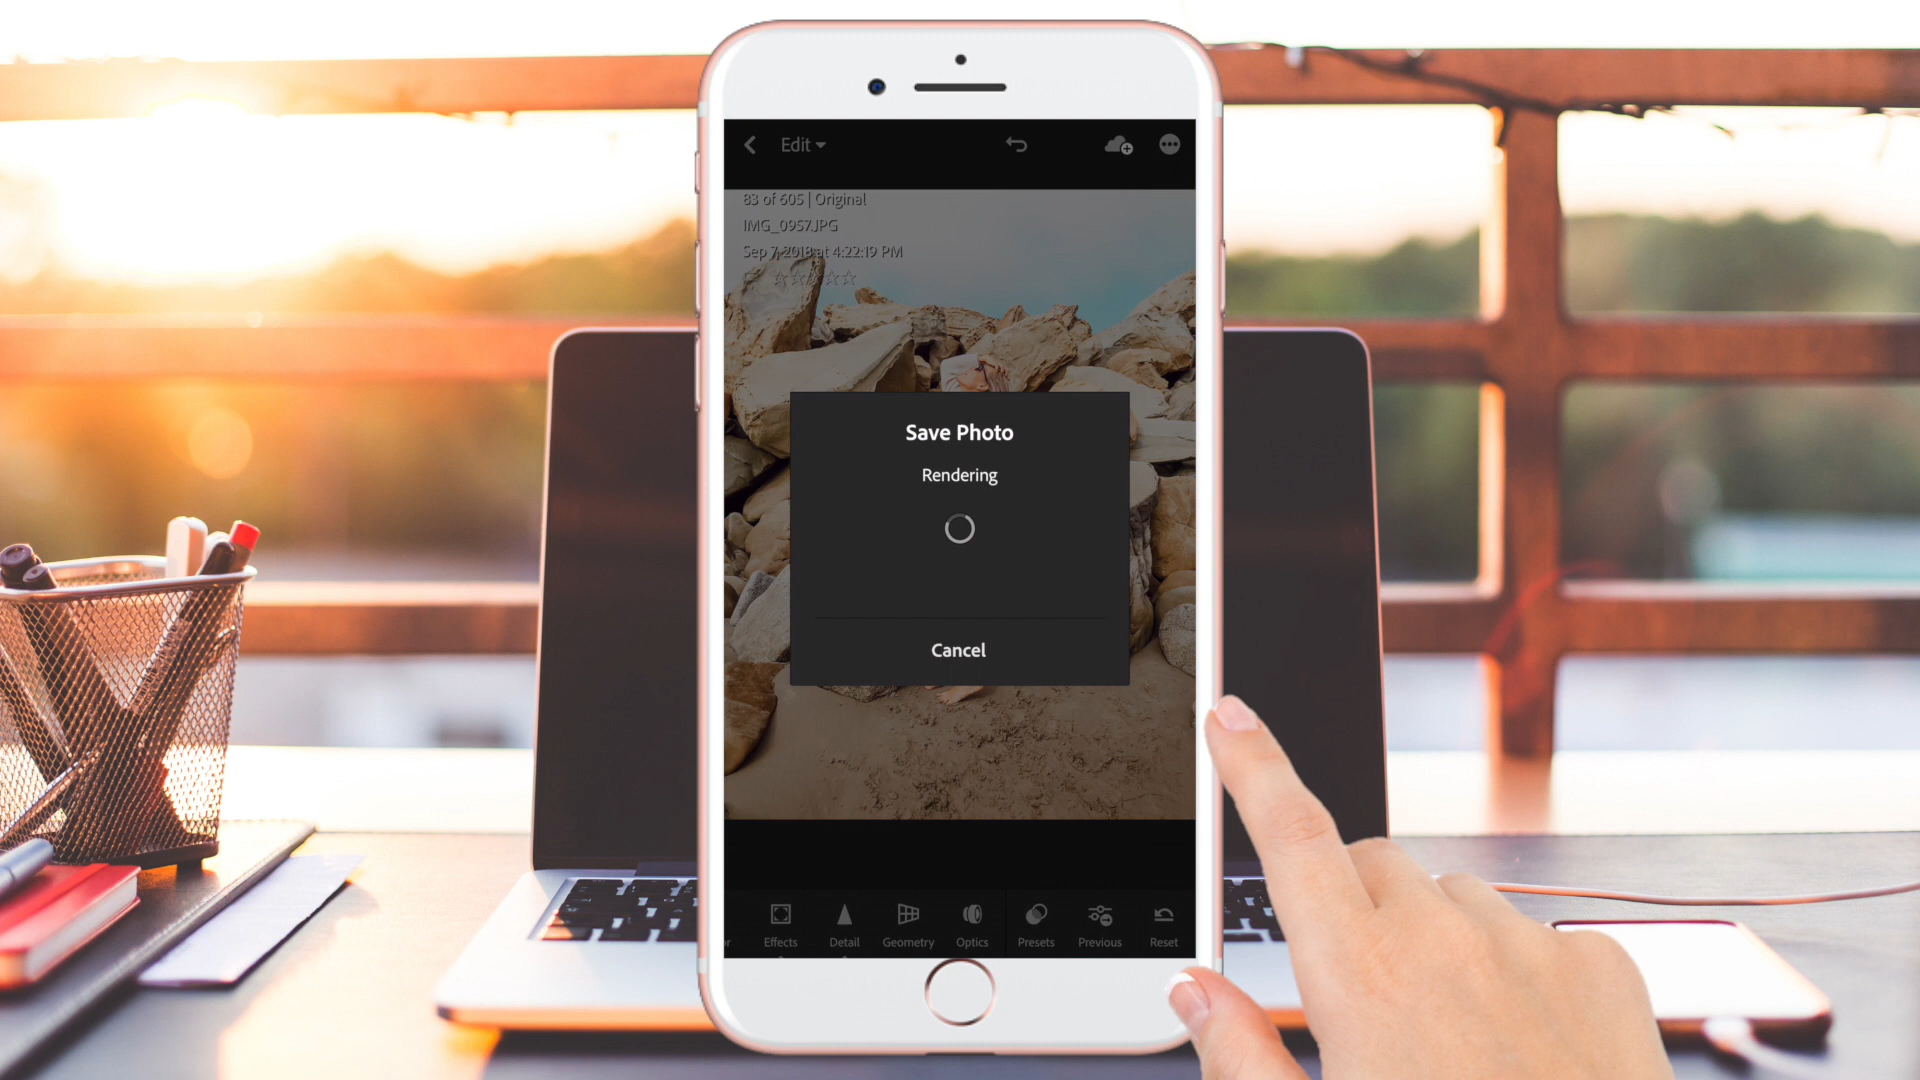 Edit
83 of 605 | Original
IMG_0957.JPG
Sep 7, 2018 at 4:22:19 PM
Save Photo
Rendering
Cancel
Effects
Detail
Geometry
Optics
Presets
Previous
Reset